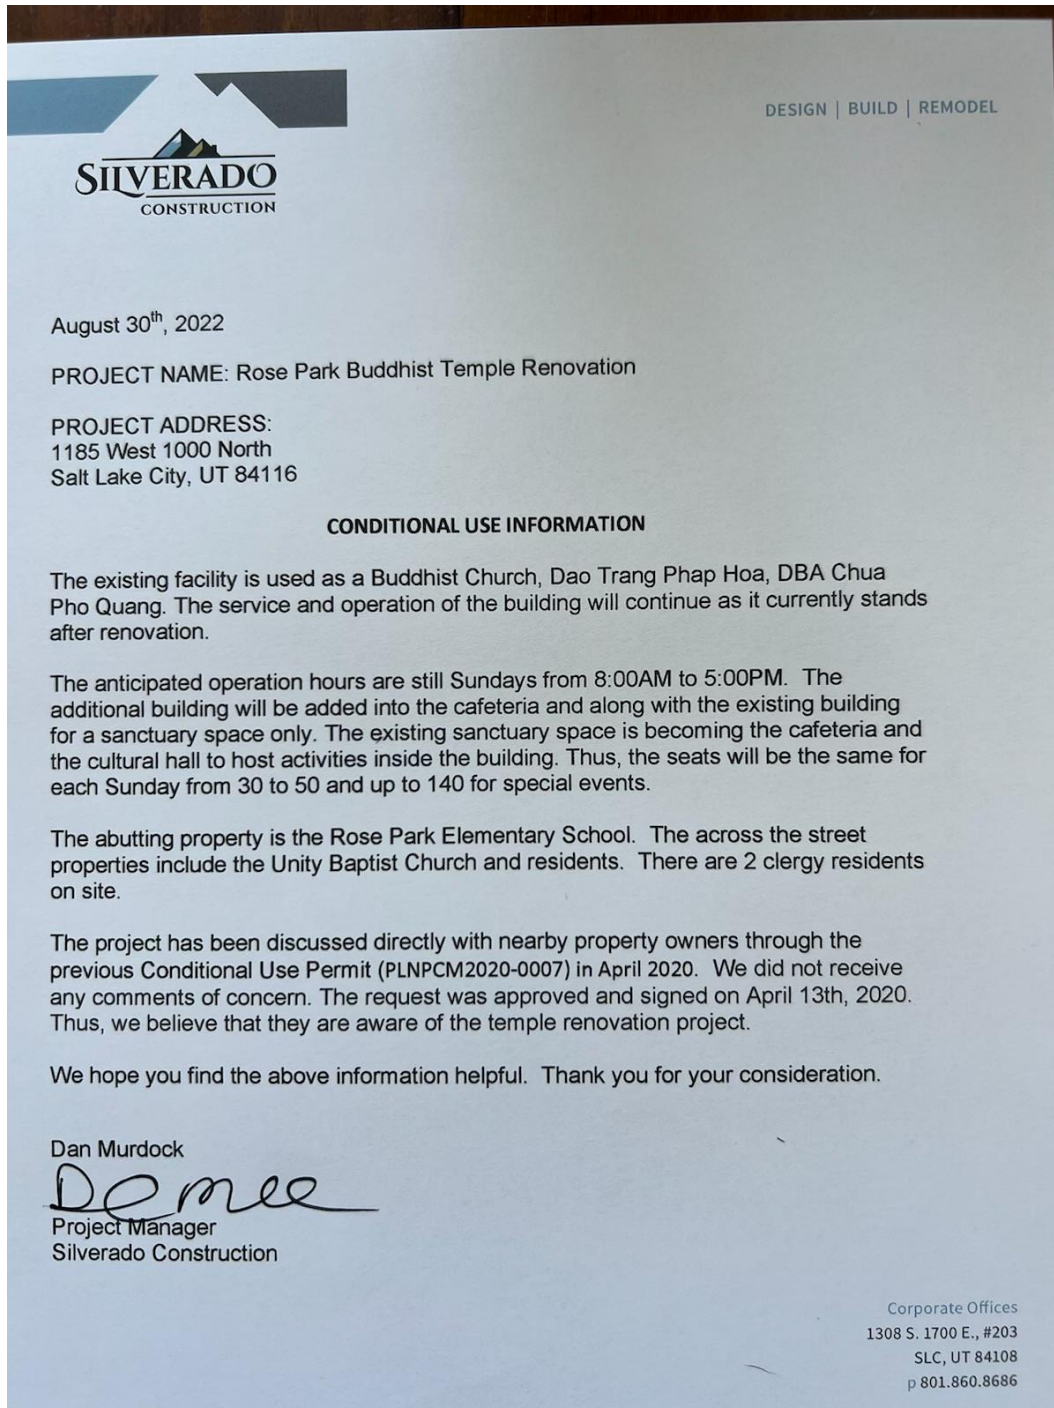 DESIGN | BUILD | REMODEL
SILVERADO
CONSTRUCTION
August 30th, 2022
PROJECT NAME: Rose Park Buddhist Temple Renovation
PROJECT ADDRESS:
1185 West 1000 North
Salt Lake City, UT 84116
CONDITIONAL USE INFORMATION
The existing facility is used as a Buddhist Church, Dao Trang Phap Hoa, DBA Chua
Pho Quang. The service and operation of the building will continue as it currently stands
after renovation.
The anticipated operation hours are still Sundays from 8:00AM to 5:00PM. The
additional building will be added into the cafeteria and along with the existing building
for a sanctuary space only. The existing sanctuary space is becoming the cafeteria and
the cultural hall to host activities inside the building. Thus, the seats will be the same for
each Sunday from 30 to 50 and up to 140 for special events.
The abutting property is the Rose Park Elementary School. The across the street
properties include the Unity Baptist Church and residents. There are 2 clergy residents
on site.
The project has been discussed directly with nearby property owners through the
previous Conditional Use Permit (PLNPCM2020-0007) in April 2020. We did not receive
any comments of concern. The request was approved and signed on April 13th, 2020.
Thus, we believe that they are aware of the temple renovation project.
We hope you find the above information helpful. Thank you for your consideration.
Dan Murdock
Project Manager
Silverado Construction
Corporate Offices
1308 S. 1700 E., #203
SLC, UT 84108
p 801.860.8686